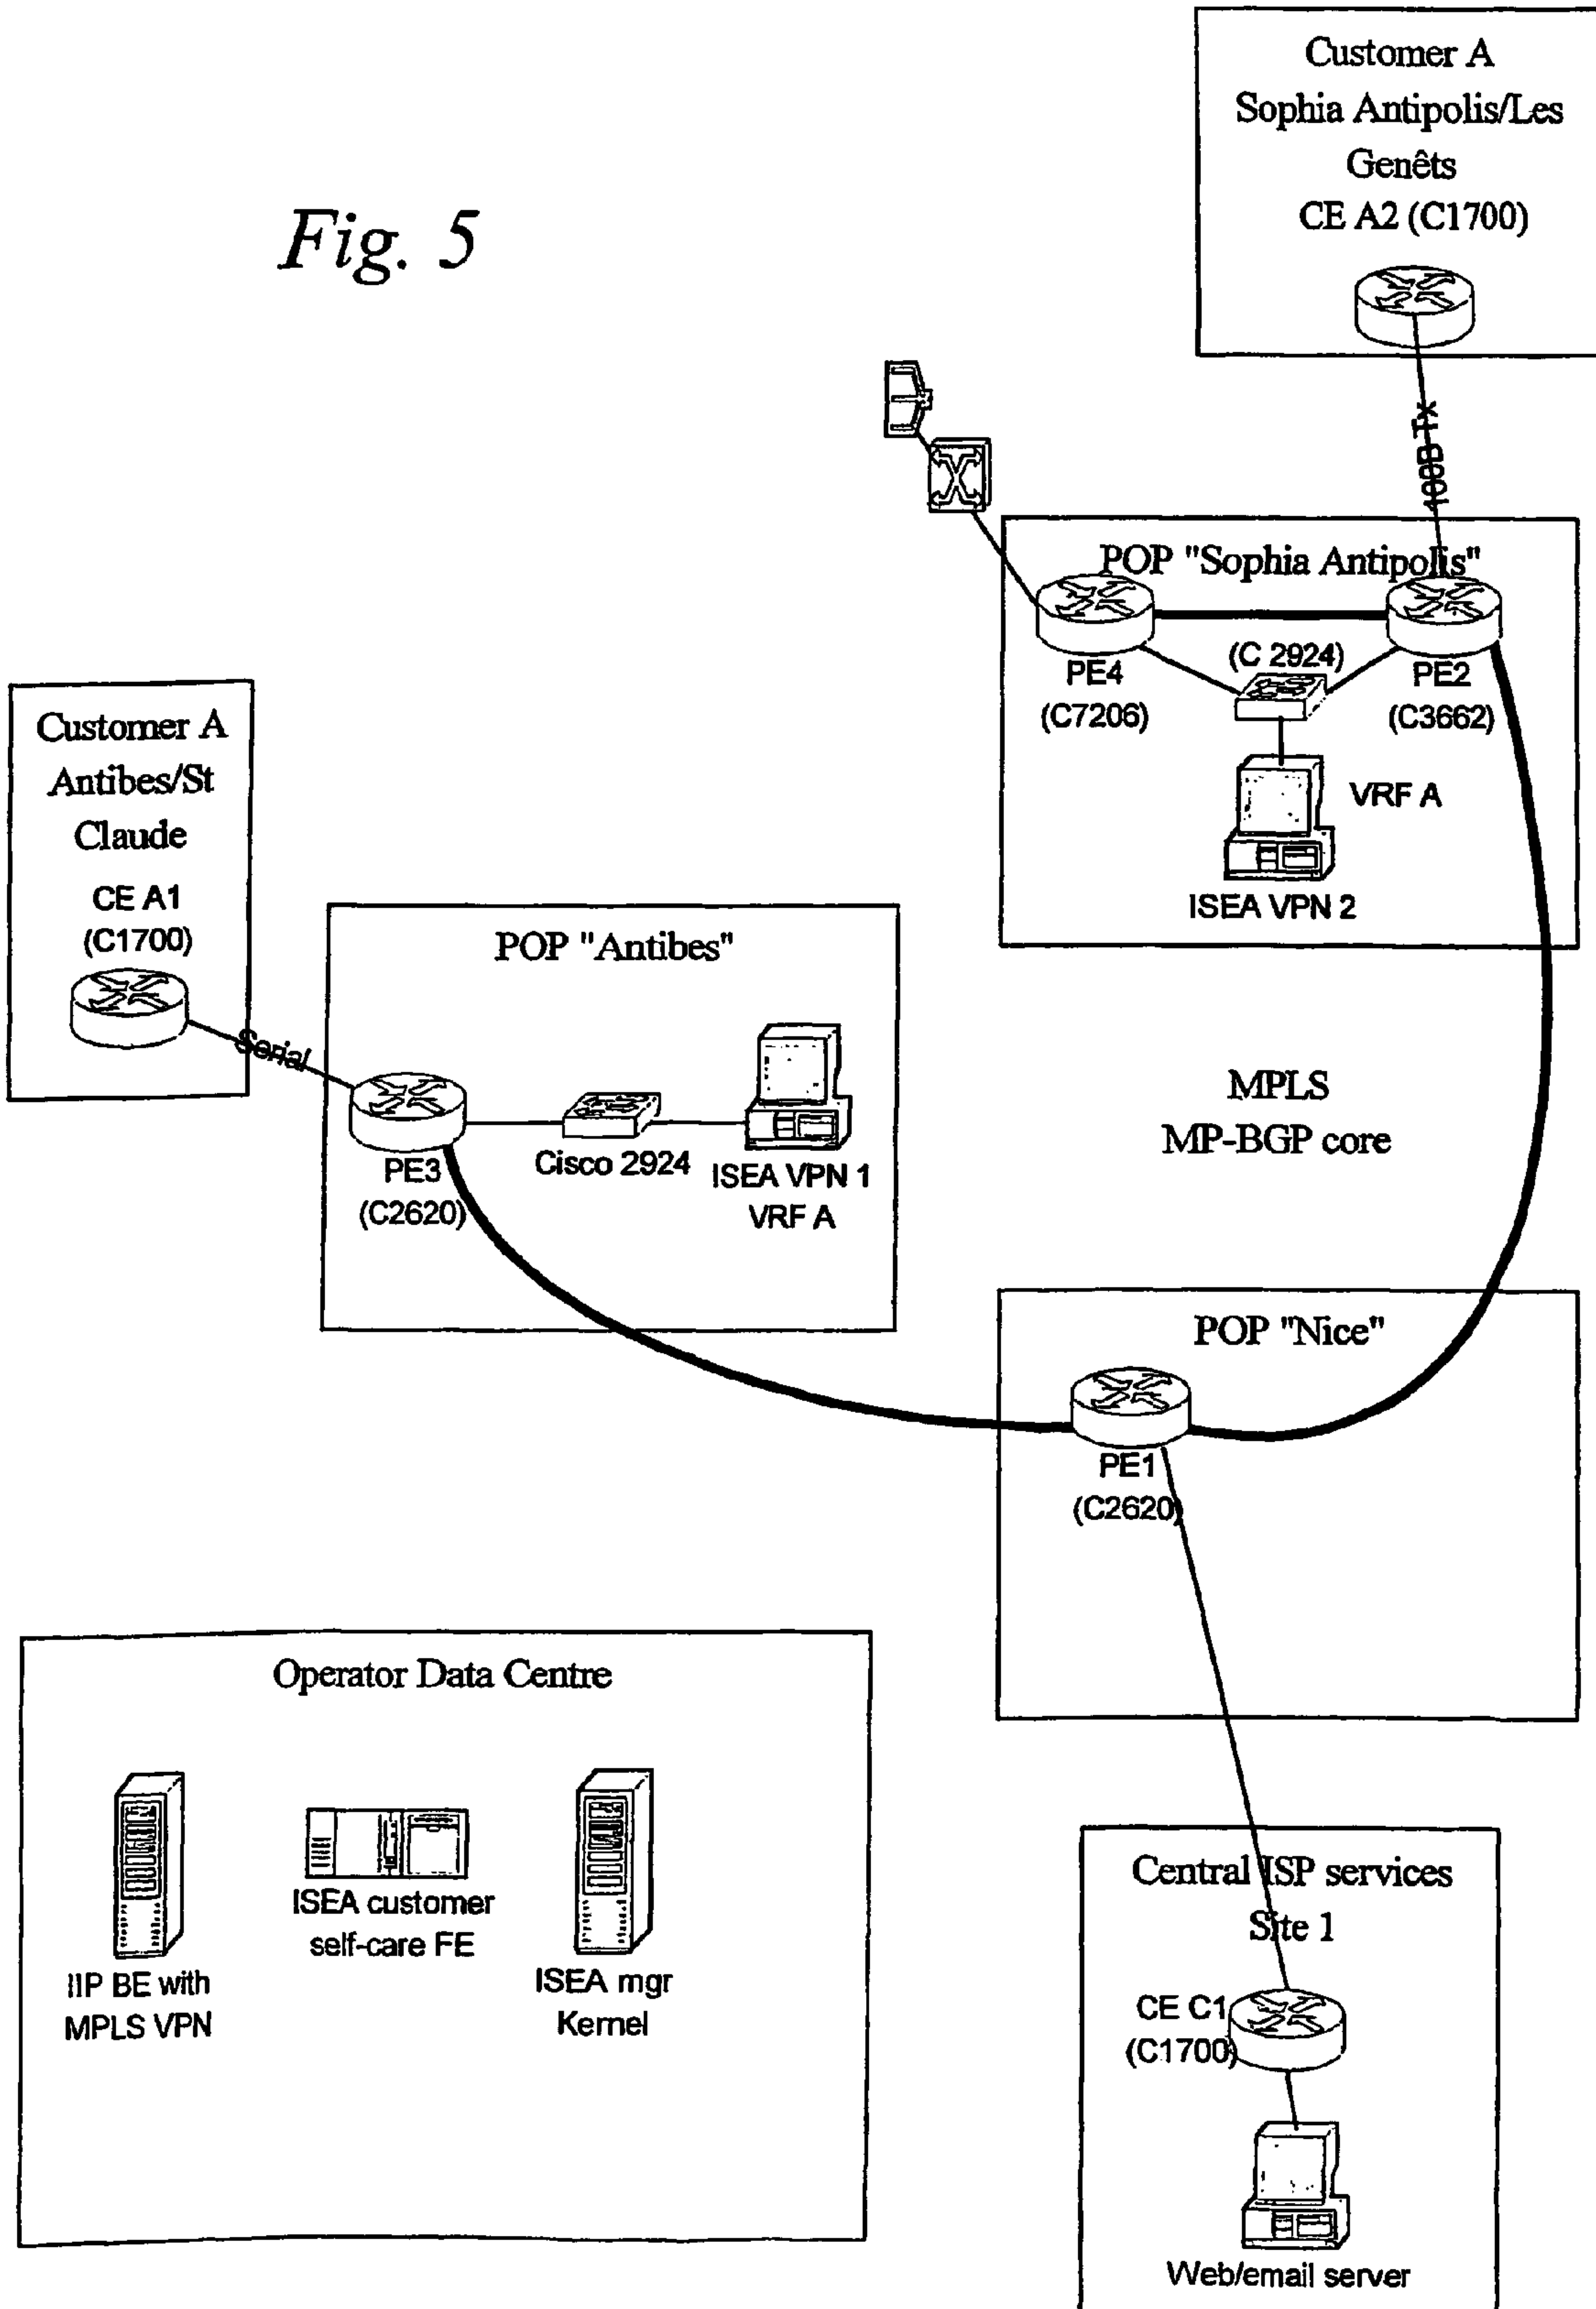 Customer A
Sophia Antipolis/Les
Genêts
CE A2 (C1700)
Fig. 5
100B Tx
POP "Sophia Antipolis"
(C 2924)
PE4
(C7206)
PE2
(C3662)
VRF A
ISEA VPN 2
Customer A
Antibes/St
Claude
CE A1
(C1700)
Serial
POP "Antibes"
PE3
(C2620)
Cisco 2924
ISEA VPN 1
VRF A
MPLS
MP-BGP core
POP "Nice"
PE1
(C2620)
Operator Data Centre
IIP BE with
MPLS VPN
ISEA customer
self-care FE
ISEA mgr
Kernel
Central ISP services
Site 1
CE C1
(C1700)
Web/email server